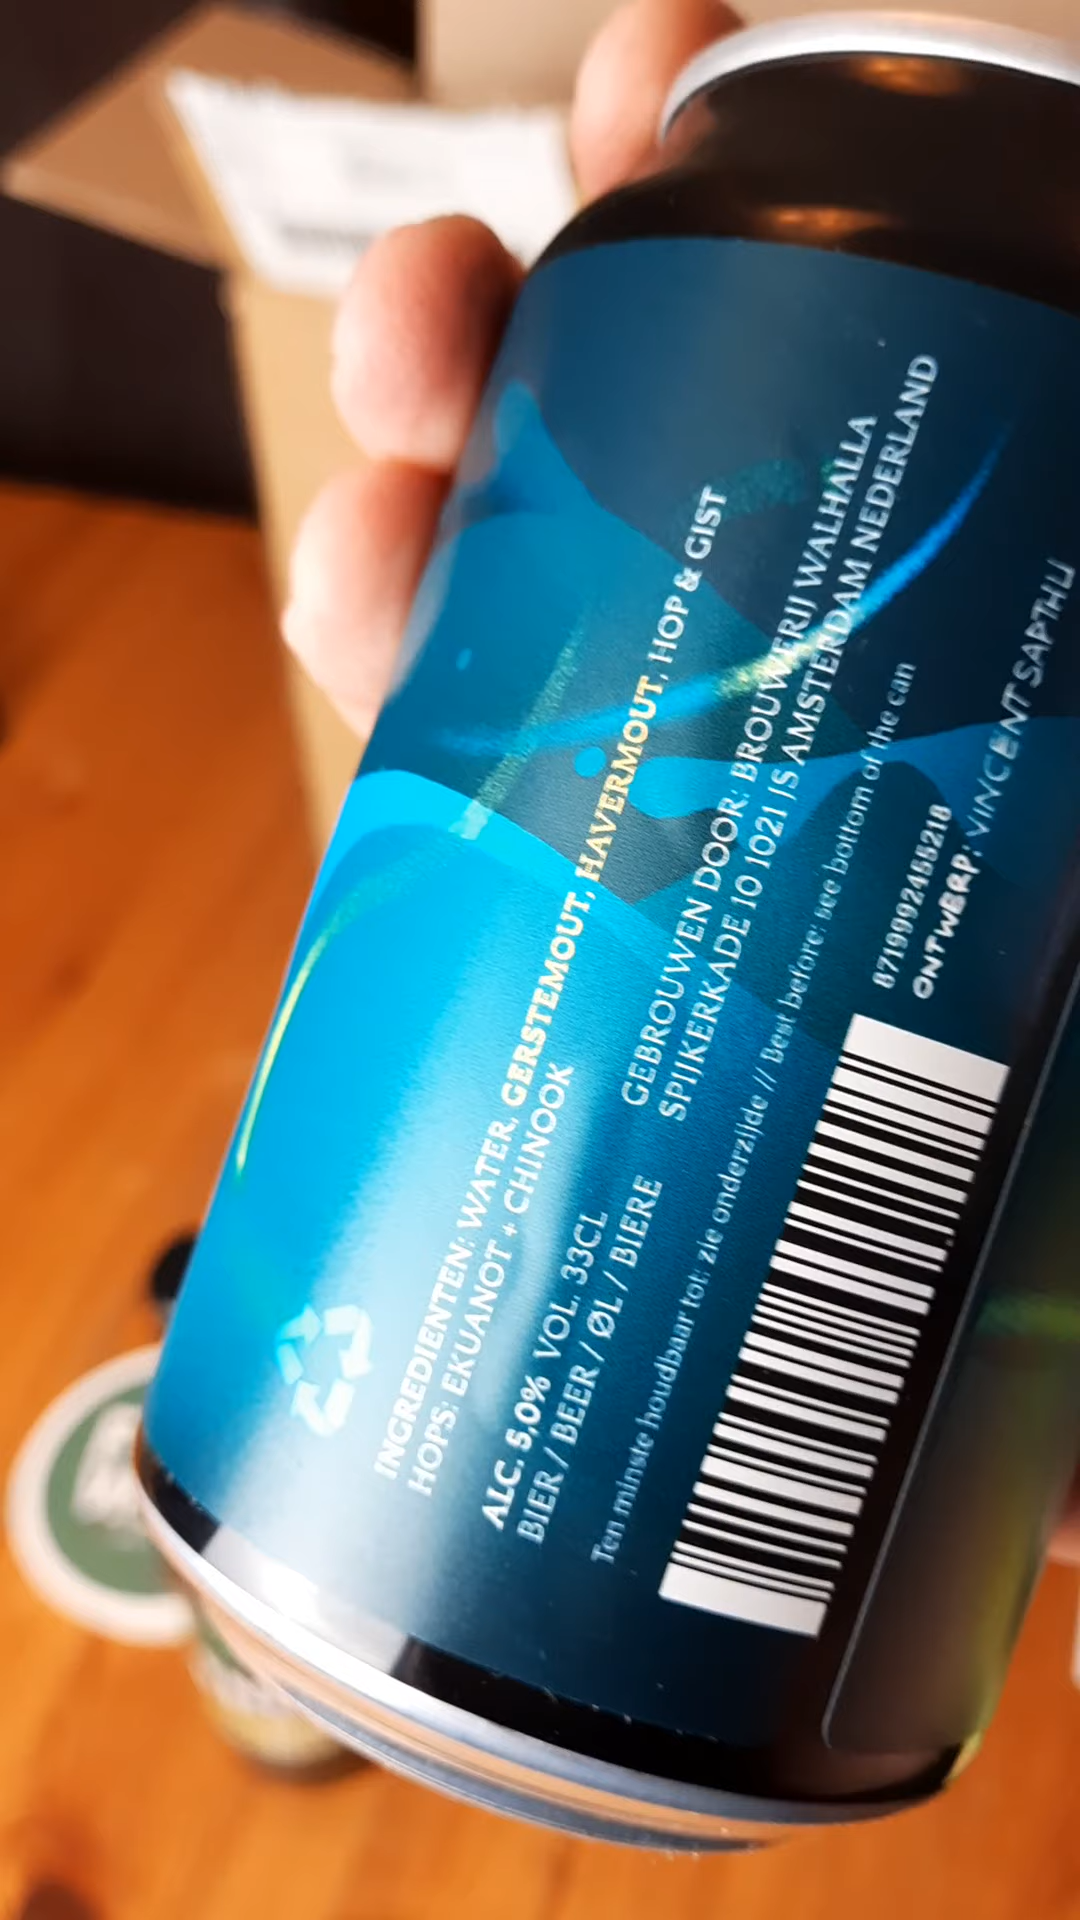 INGREDIENTEN: WATER, GERSTEMOUT, HAVERMOUT, HOP & GIST
HOPS: EKUANOT + CHINOOK
ALC. 5,0% VOL. 33CL
BIER / BEER / ØL / BIERE
GEBROUWEN DOOR: BROUWERIJ WALHALLA
SPIJKERKADE 10 1021 JS AMSTERDAM NEDERLAND
Ten minste houdbaar tot: zie onderzijde // Best before: see bottom of the can
8719992455218
ONTWERP: VINCENT SAPTHU